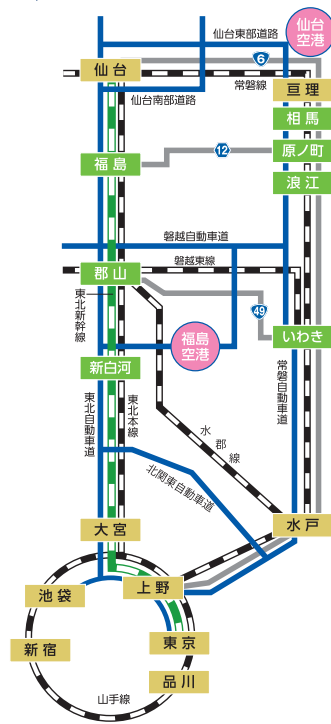 仙台東部道路
仙台
空港
6
仙台
常磐線
亘理
仙台南部道路
相馬
福島
12
原ノ町
浪江
磐越自動車道
磐越東線
郡山
東北新幹線
49
福島
空港
いわき
新白河
東北自動車道
東北本線
常磐自動車道
水郡線
北関東自動車道
大宮
水戸
上野
池袋
新宿
東京
品川
山手線